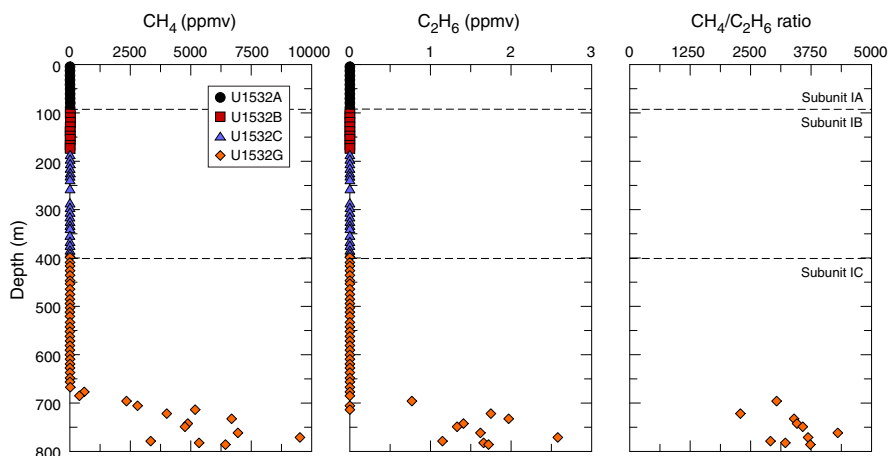 CH₄ (ppmv) C₂H₆ (ppmv) CH₄/C₂H₆ ratio
0 2500 5000 7500 10000 0 1 2 3 0 1250 2500 3750 5000
0
100
200
300
400
500
600
700
800
Depth (m)
U1532A
U1532B
U1532C
U1532G
Subunit IA
Subunit IB
Subunit IC